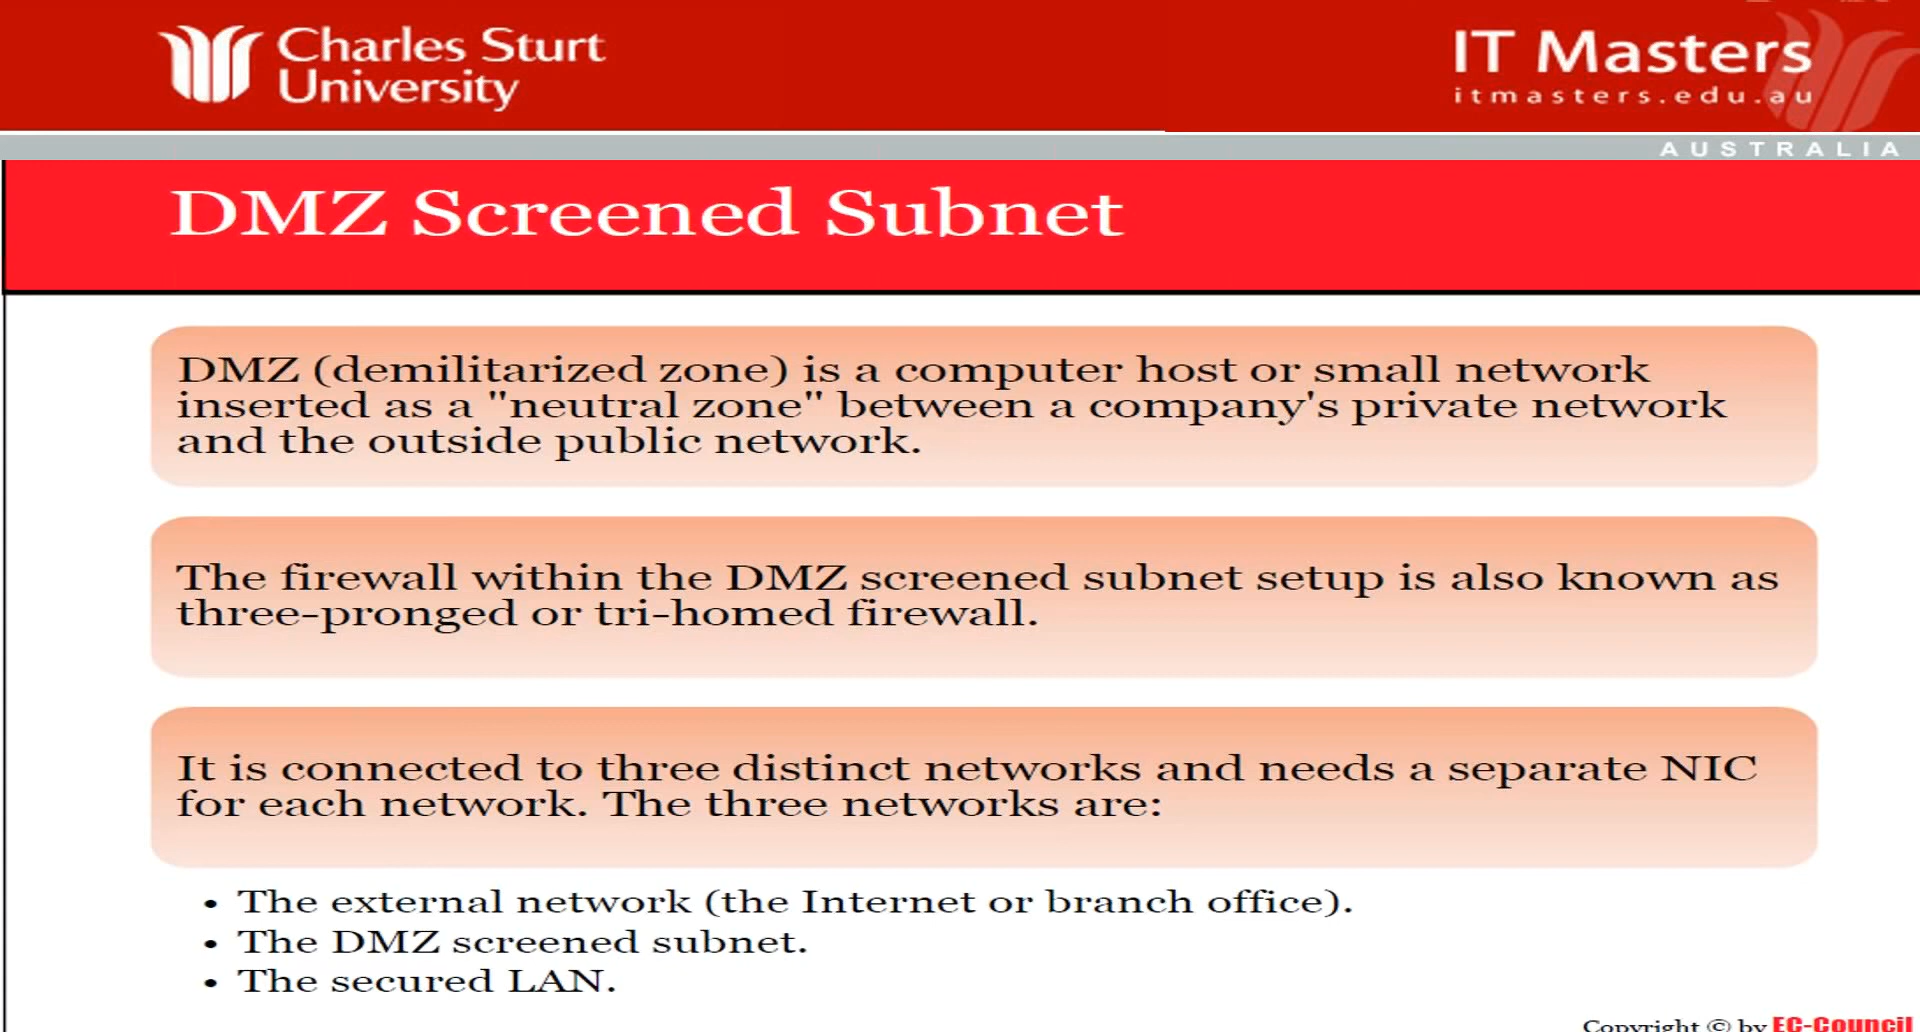 Charles Sturt
University
IT Masters
itmasters.edu.au
AUSTRALIA
DMZ Screened Subnet
DMZ (demilitarized zone) is a computer host or small network
inserted as a "neutral zone" between a company's private network
and the outside public network.
The firewall within the DMZ screened subnet setup is also known as
three-pronged or tri-homed firewall.
It is connected to three distinct networks and needs a separate NIC
for each network. The three networks are:
• The external network (the Internet or branch office).
• The DMZ screened subnet.
• The secured LAN.
Copyright © by EC-Council